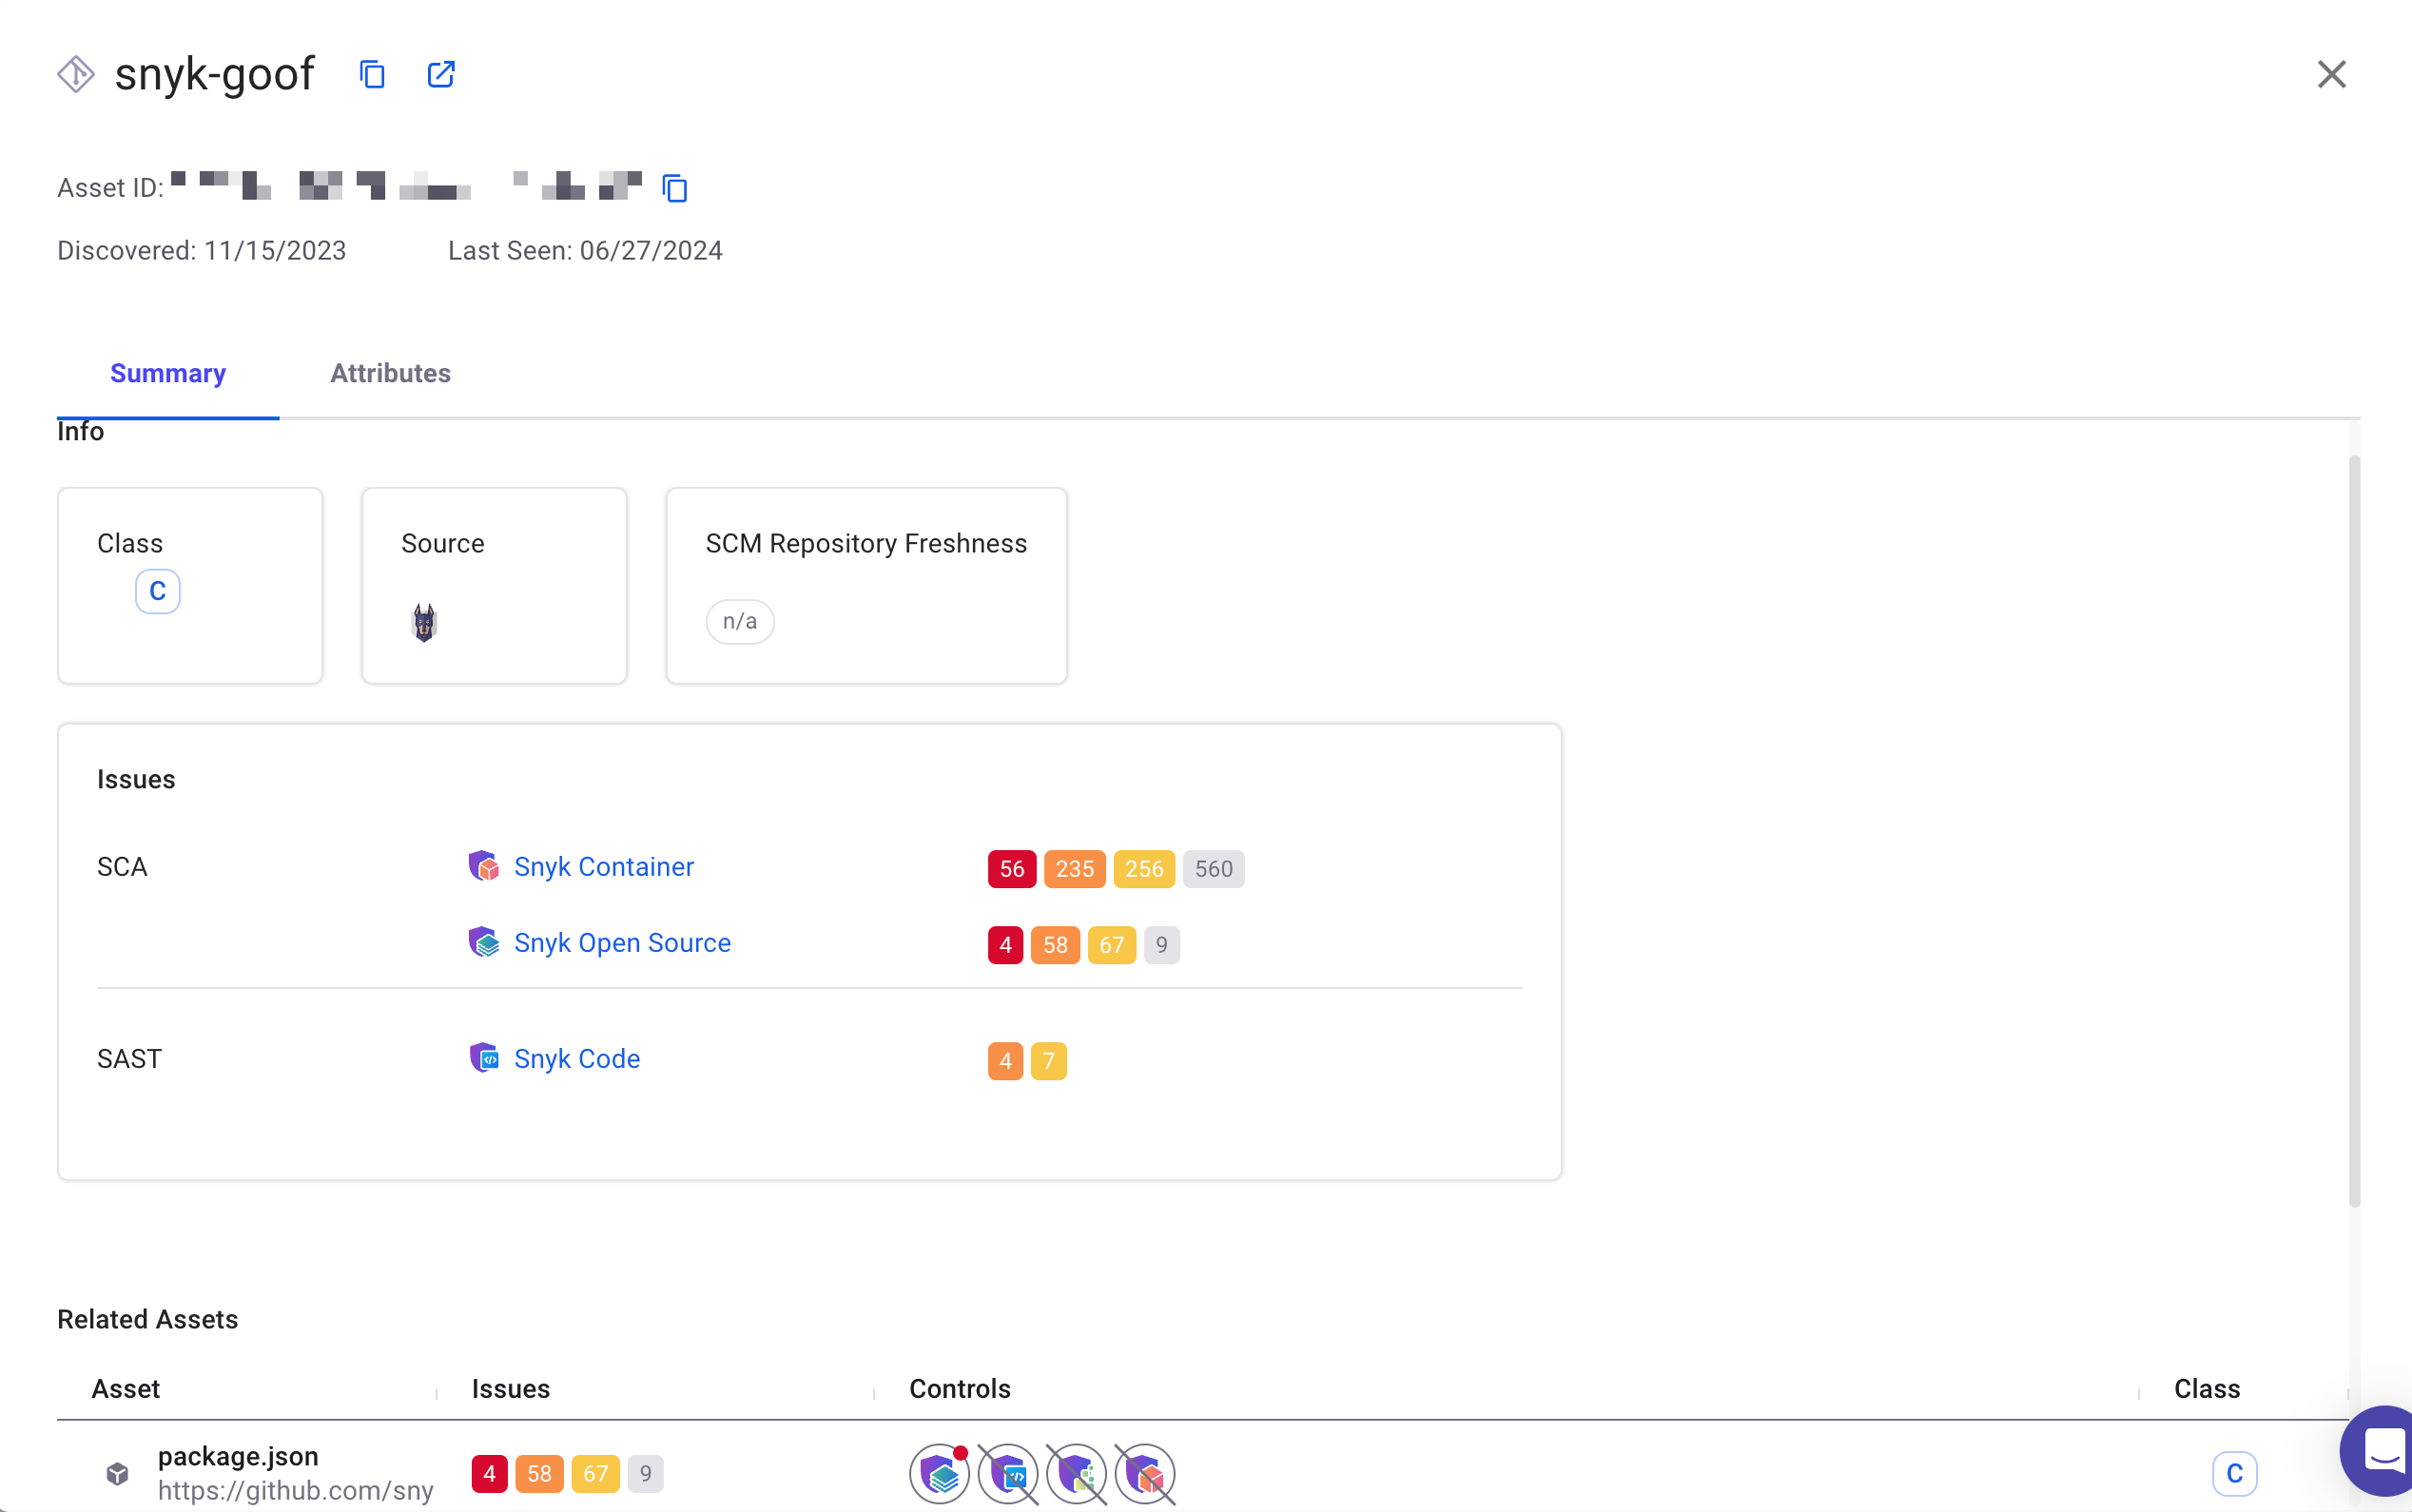 snyk-goof
Asset ID:
Discovered: 11/15/2023 Last Seen: 06/27/2024
Summary Attributes
Info
Class Source SCM Repository Freshness
C n/a
Issues
SCA Snyk Container 56 235 256 560
Snyk Open Source 4 58 67 9
SAST Snyk Code 4 7
Related Assets
Asset Issues Controls Class
package.json 4 58 67 9 C
https://github.com/sny